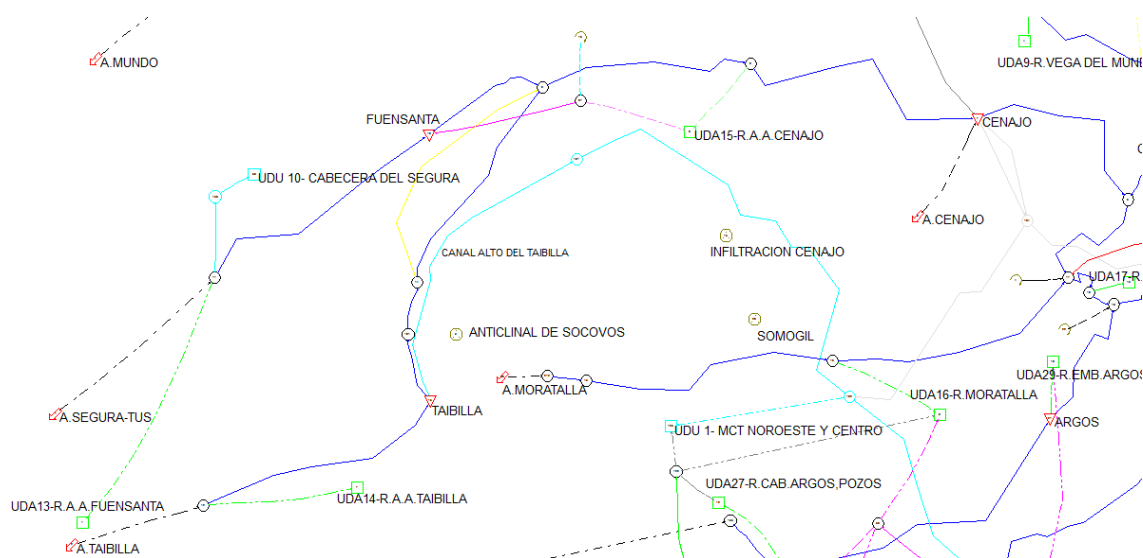 A.MUNDO
UDA9-R.VEGA DEL MUNE
FUENSANTA
CENAJO
UDA15-R.A.A.CENAJO
UDU 10- CABECERA DEL SEGURA
A.CENAJO
CANAL ALTO DEL TAIBILLA
INFILTRACION CENAJO
UDA17-R.
ANTICLINAL DE SOCOVOS
SOMOGIL
A.MORATALLA
UDA29-R.EMB.ARGOS
A.SEGURA-TUS
TAIBILLA
UDA16-R.MORATALLA
ARGOS
UDU 1- MCT NOROESTE Y CENTRO
UDA27-R.CAB.ARGOS,POZOS
UDA14-R.A.A.TAIBILLA
UDA13-R.A.A.FUENSANTA
A.TAIBILLA